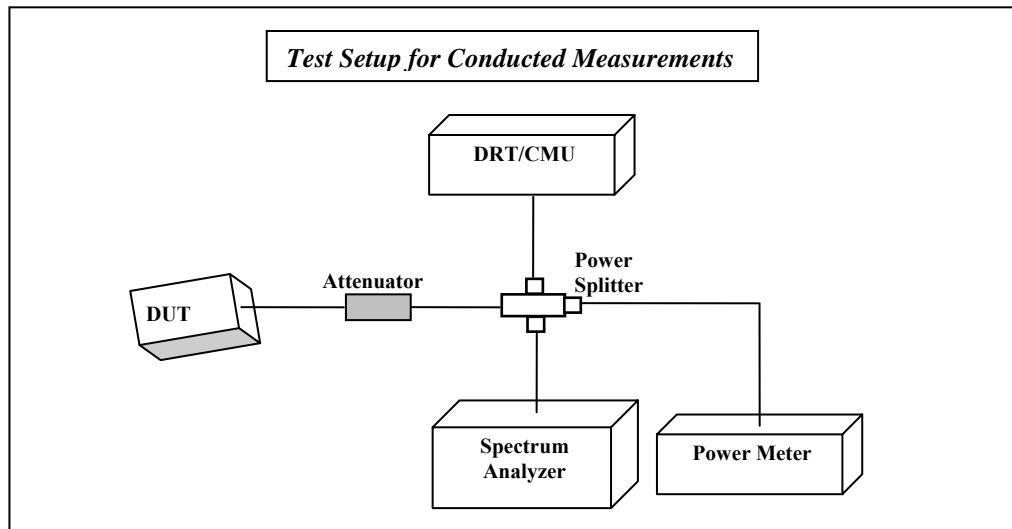 Test Setup for Conducted Measurements
DRT/CMU
Power
Splitter
Attenuator
DUT
Spectrum
Analyzer
Power Meter